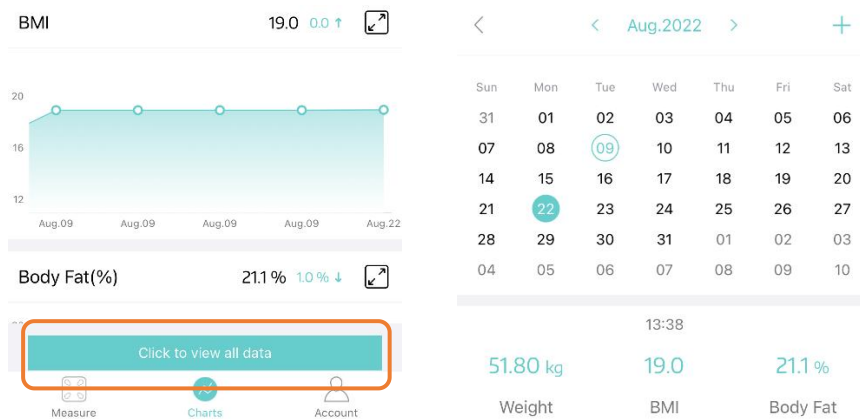 BMI 19.0 0.0 ↑
20
16
12
Aug.09 Aug.09 Aug.09 Aug.09 Aug.22
Body Fat(%) 21.1 % 1.0 % ↓
Click to view all data
Measure Charts Account
Aug.2022
Sun Mon Tue Wed Thu Fri Sat
31 01 02 03 04 05 06
07 08 09 10 11 12 13
14 15 16 17 18 19 20
21 22 23 24 25 26 27
28 29 30 31 01 02 03
04 05 06 07 08 09 10
13:38
51.80 kg 19.0 21.1 %
Weight BMI Body Fat